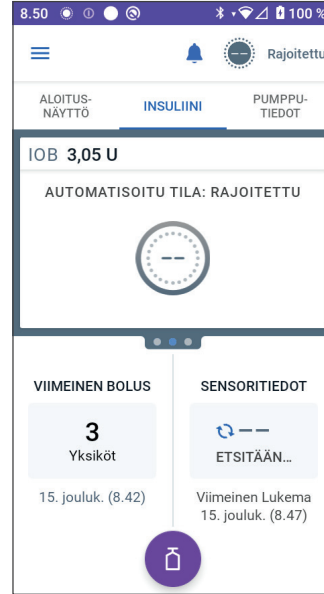 8.50 100 %
Rajoitettu
ALOITUS-
NÄYTTÖ
INSULIINI
PUMPPU-
TIEDOT
IOB 3,05 U
AUTOMATISOITU TILA: RAJOITETTU
--
VIIMEINEN BOLUS
3
Yksiköt
15. jouluk. (8.42)
SENSORITIEDOT
--
ETSITÄÄN...
Viimeinen Lukema
15. jouluk. (8.47)